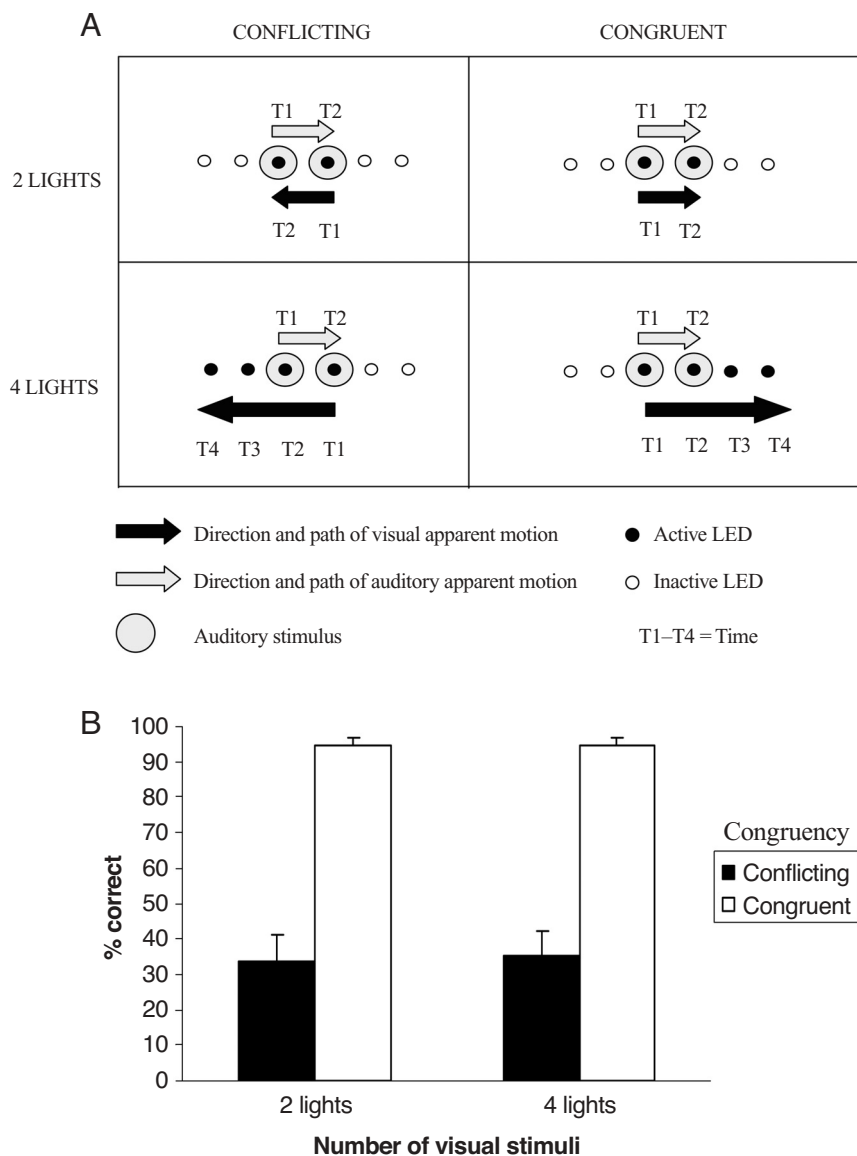 A
CONFLICTING CONGRUENT
T1 T2 T1 T2
2 LIGHTS
T2 T1 T1 T2
T1 T2 T1 T2
4 LIGHTS
T4 T3 T2 T1 T1 T2 T3 T4
Direction and path of visual apparent motion Active LED
Direction and path of auditory apparent motion Inactive LED
Auditory stimulus T1–T4 = Time
B
100
90
80
70
60
50
40
30
20
10
0
% correct
Congruency
Conflicting
Congruent
2 lights 4 lights
Number of visual stimuli